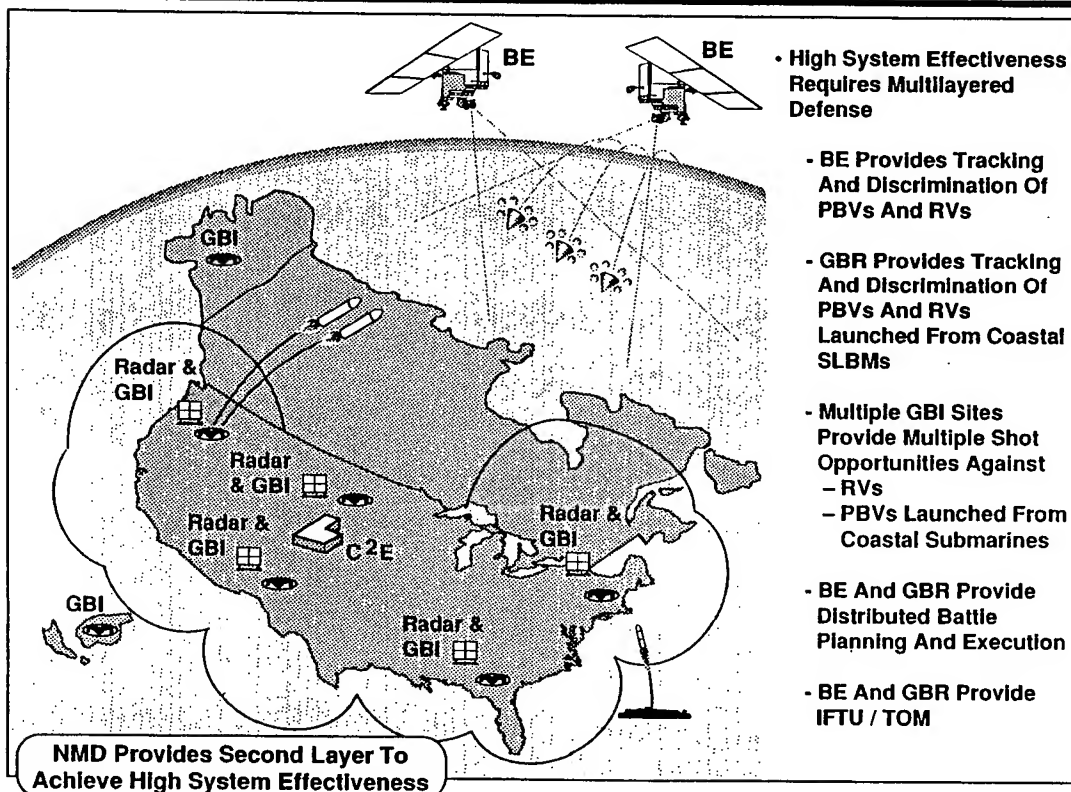 BE
BE
GBI
Radar &
GBI
Radar
& GBI
Radar &
GBI
C2E
Radar &
GBI
GBI
Radar &
GBI
NMD Provides Second Layer To
Achieve High System Effectiveness
• High System Effectiveness
Requires Multilayered
Defense
- BE Provides Tracking
And Discrimination Of
PBVs And RVs
- GBR Provides Tracking
And Discrimination Of
PBVs And RVs
Launched From Coastal
SLBMs
- Multiple GBI Sites
Provide Multiple Shot
Opportunities Against
– RVs
– PBVs Launched From
Coastal Submarines
- BE And GBR Provide
Distributed Battle
Planning And Execution
- BE And GBR Provide
IFTU / TOM